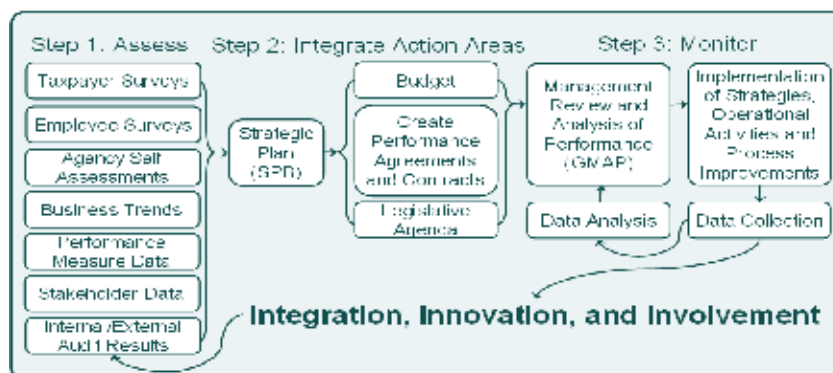 Step 1. Assess
Step 2: Integrate Action Areas
Step 3: Monitor
Taxpayer Surveys
Employee Surveys
Agency Self
Assessments
Business Trends
Performance
Measure Data
Stakeholder Data
Internal/External
Audit Results
Strategic
Plan
(SPB)
Budget
Create
Performance
Agreements
and Contracts
Legislative
Agenda
Management
Review and
Analysis of
Performance
(GMAP)
Implementation
of Strategies,
Operational
Activities and
Process
Improvements
Data Analysis
Data Collection
Integration, Innovation, and Involvement